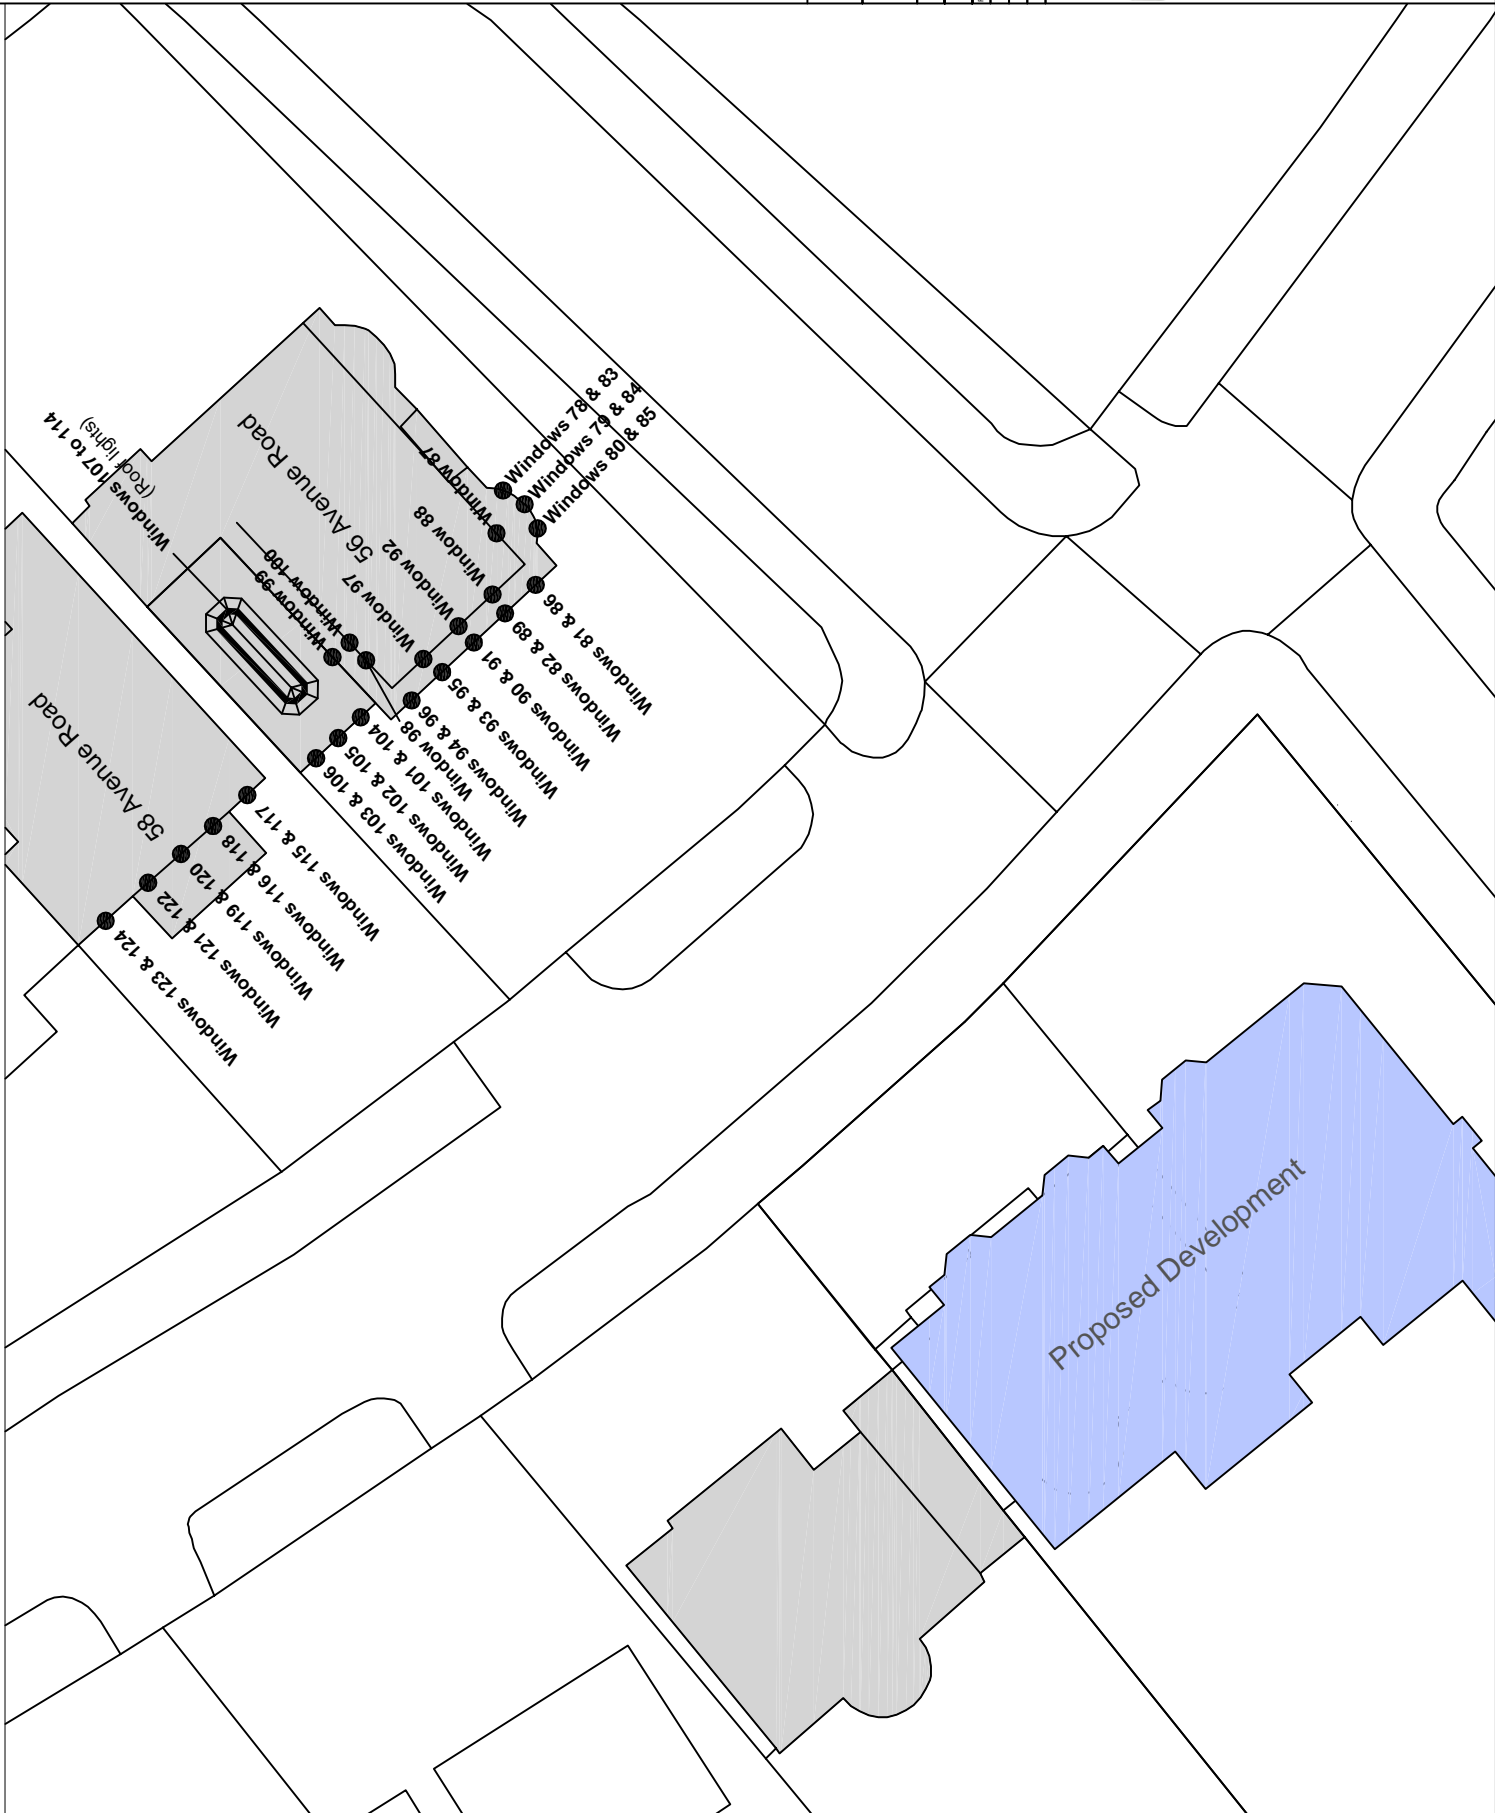 Windows 78 & 83
Windows 79 & 84
Windows 80 & 85
Window 87
Window 88
Window 92
Window 97
Window 100
Window 99
56 Avenue Road
Windows 107 to 114
(Roof lights)
Windows 81 & 86
Windows 82 & 89
Windows 90 & 91
Windows 93 & 95
Windows 94 & 96
Window 98
Windows 101 & 104
Windows 102 & 105
Windows 103 & 106
58 Avenue Road
Windows 115 & 117
Windows 116 & 118
Windows 119 & 120
Windows 121 & 122
Windows 123 & 124
Proposed Development